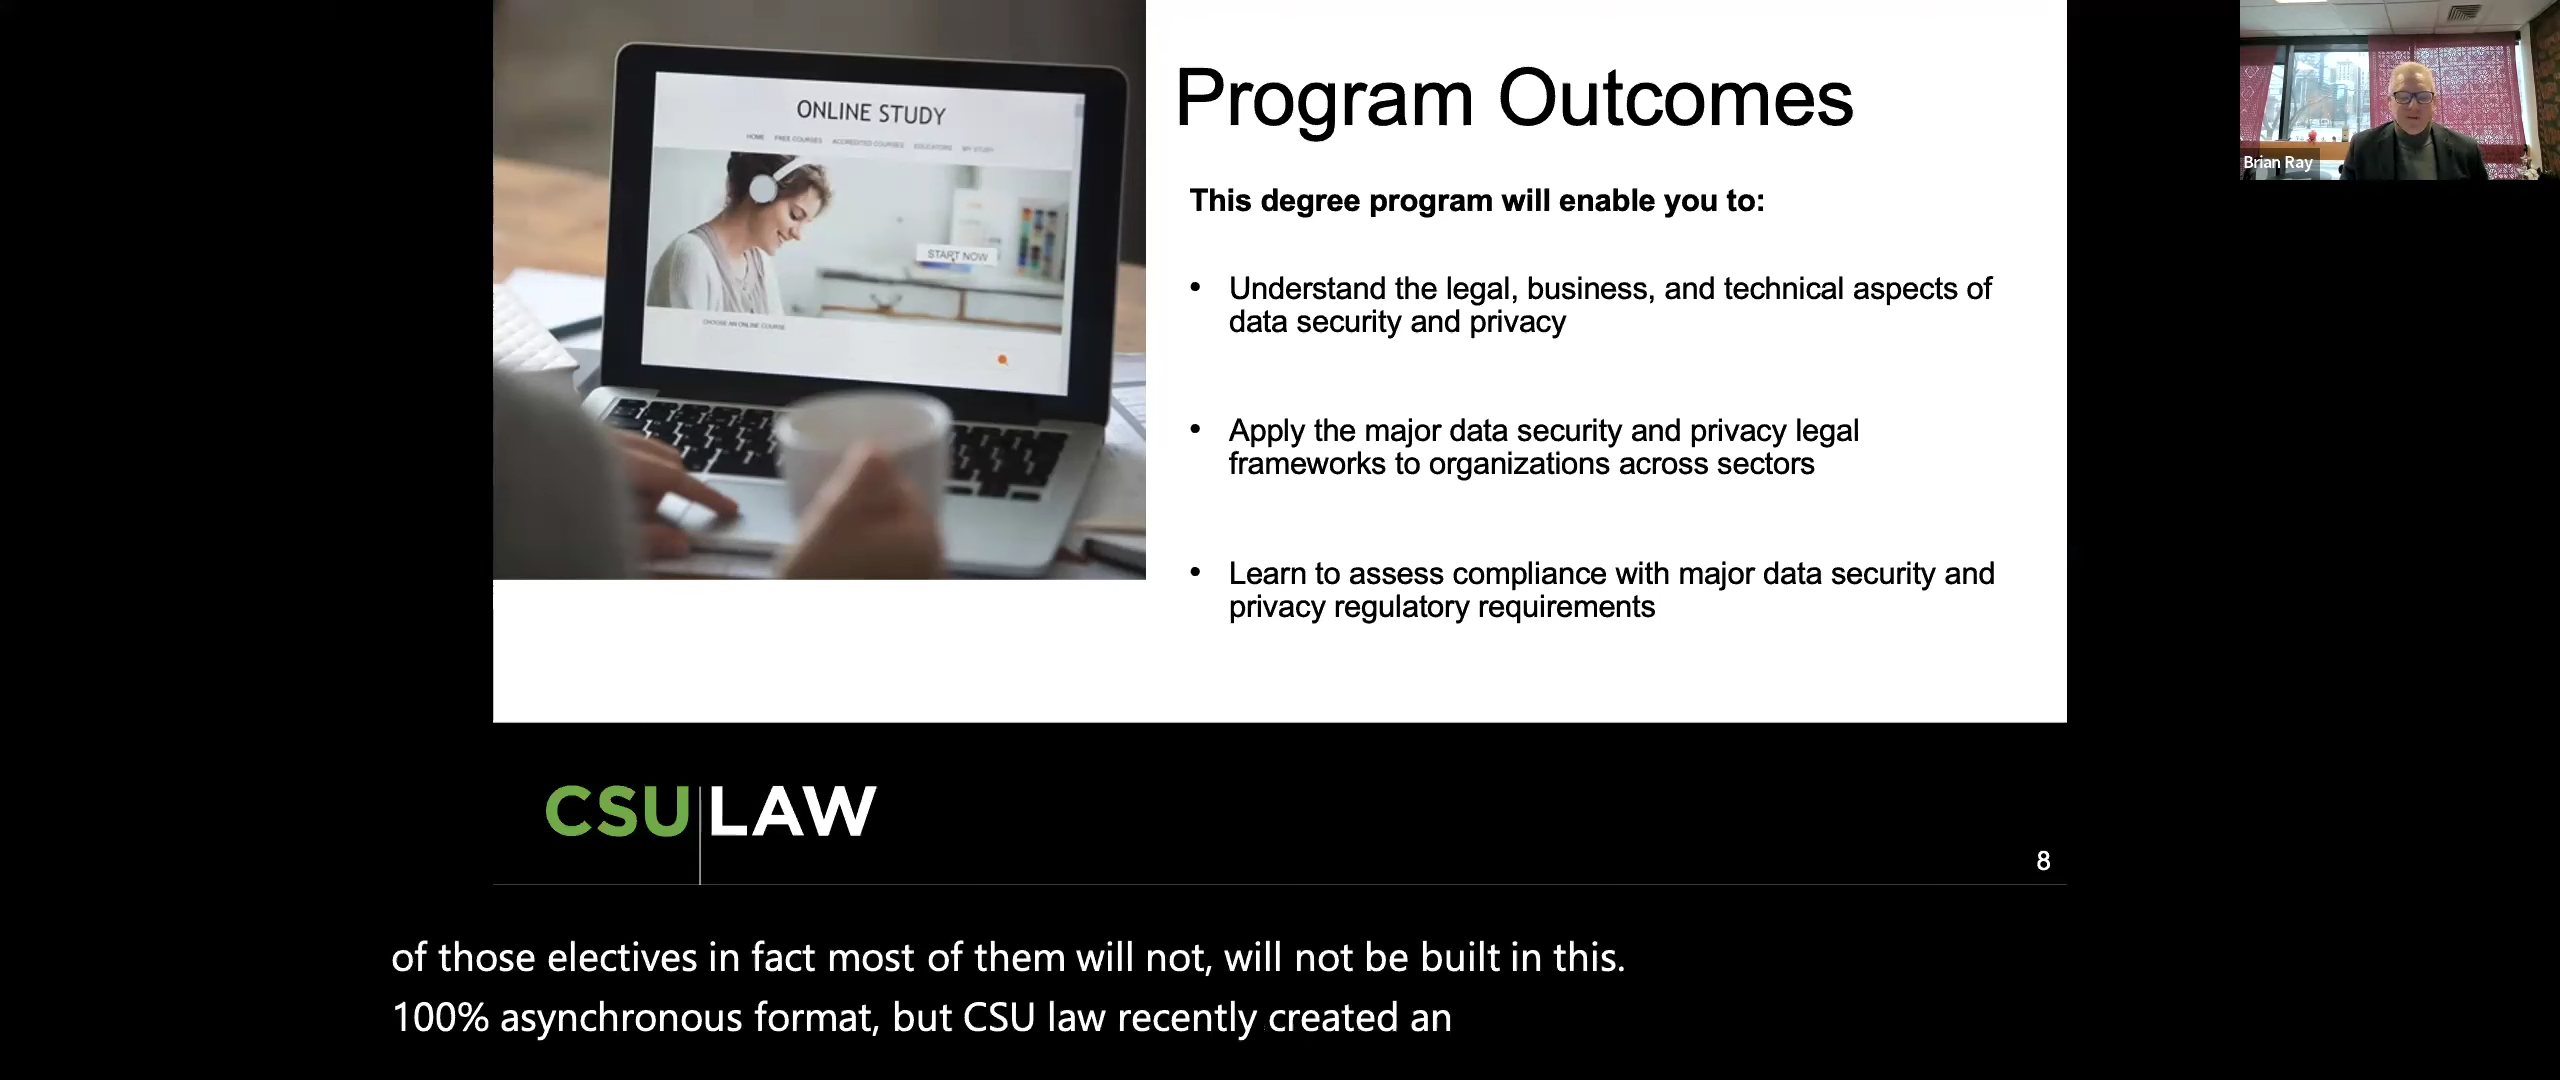 ONLINE STUDY
HOME FREE COURSES ACCREDITED COURSES EDUCATORS MY STUDY
START NOW
CHOOSE AN ONLINE COURSE
Program Outcomes
This degree program will enable you to:
• Understand the legal, business, and technical aspects of
data security and privacy
• Apply the major data security and privacy legal
frameworks to organizations across sectors
• Learn to assess compliance with major data security and
privacy regulatory requirements
Brian Ray
CSU LAW
8
of those electives in fact most of them will not, will not be built in this.
100% asynchronous format, but CSU law recently created an